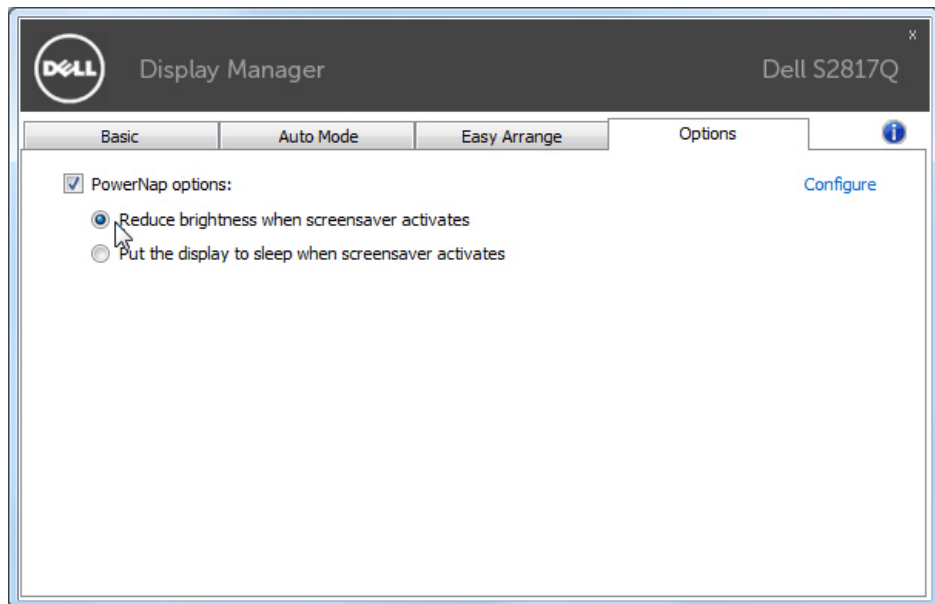 x
DELL Display Manager Dell S2817Q
Basic Auto Mode Easy Arrange Options i
PowerNap options: Configure
Reduce brightness when screensaver activates
Put the display to sleep when screensaver activates